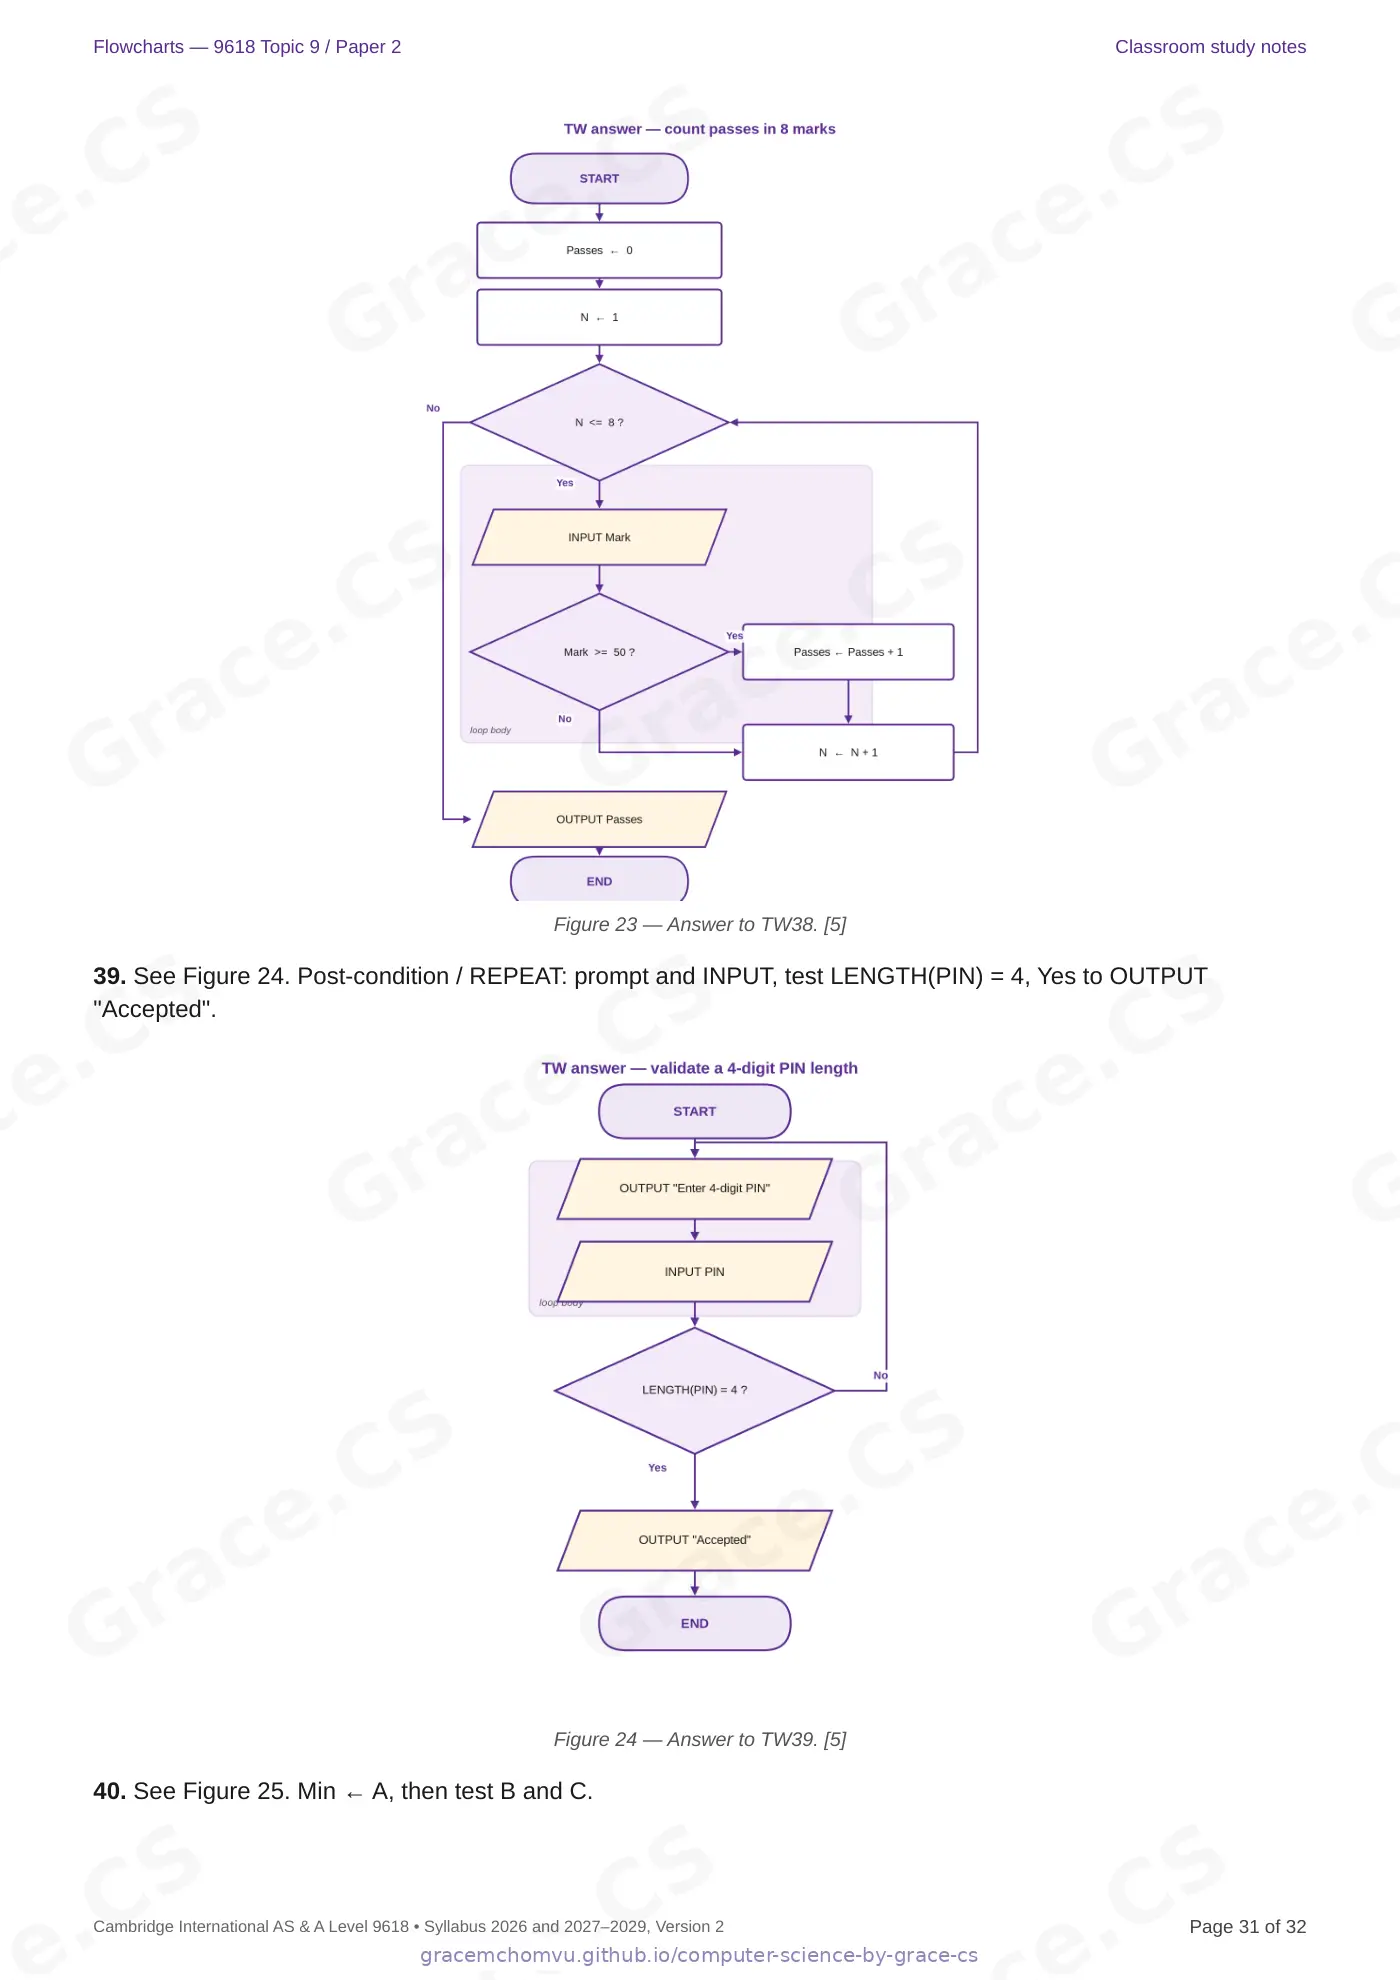 Flowcharts — 9618 Topic 9 / Paper 2
Classroom study notes
TW answer — count passes in 8 marks
START
Passes ← 0
N ← 1
No
N <= 8 ?
Yes
INPUT Mark
Mark >= 50 ?
Yes
Passes ← Passes + 1
No
loop body
N ← N + 1
OUTPUT Passes
END
Figure 23 — Answer to TW38. [5]
39. See Figure 24. Post-condition / REPEAT: prompt and INPUT, test LENGTH(PIN) = 4, Yes to OUTPUT
"Accepted".
TW answer — validate a 4-digit PIN length
START
OUTPUT "Enter 4-digit PIN"
INPUT PIN
loop body
LENGTH(PIN) = 4 ?
No
Yes
OUTPUT "Accepted"
END
Figure 24 — Answer to TW39. [5]
40. See Figure 25. Min ← A, then test B and C.
Cambridge International AS & A Level 9618 • Syllabus 2026 and 2027–2029, Version 2
Page 31 of 32
gracemchomvu.github.io/computer-science-by-grace-cs
Grace.CS